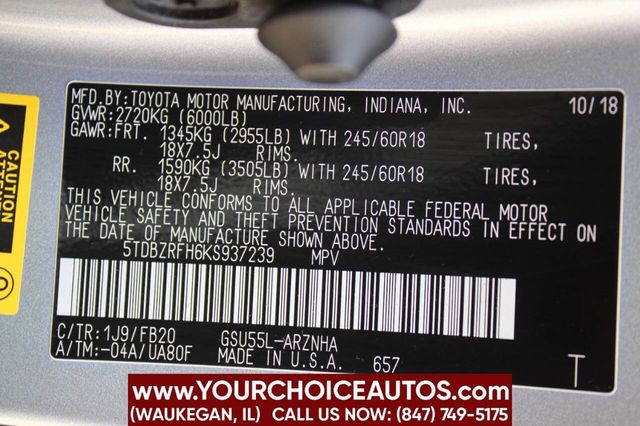 MFD.BY:TOYOTA MOTOR MANUFACTURING, INDIANA, INC. 10/18
GVWR:2720KG (6000LB)
GAWR:FRT. 1345KG (2955LB) WITH 245/60R18 TIRES,
18X7.5J RIMS.
RR. 1590KG (3505LB) WITH 245/60R18 TIRES,
18X7.5J RIMS.
THIS VEHICLE CONFORMS TO ALL APPLICABLE FEDERAL MOTOR
VEHICLE SAFETY AND THEFT PREVENTION STANDARDS IN EFFECT ON
THE DATE OF MANUFACTURE SHOWN ABOVE.
5TDBZRFH6KS937239 MPV
C/TR:1J9/FB20 GSU55L-ARZNHA
A/TM:-04A/UA80F MADE IN U.S.A. 657 T
CAUTION
WWW.YOURCHOICEAUTOS.COM
(WAUKEGAN, IL) CALL US NOW: (847) 749-5175